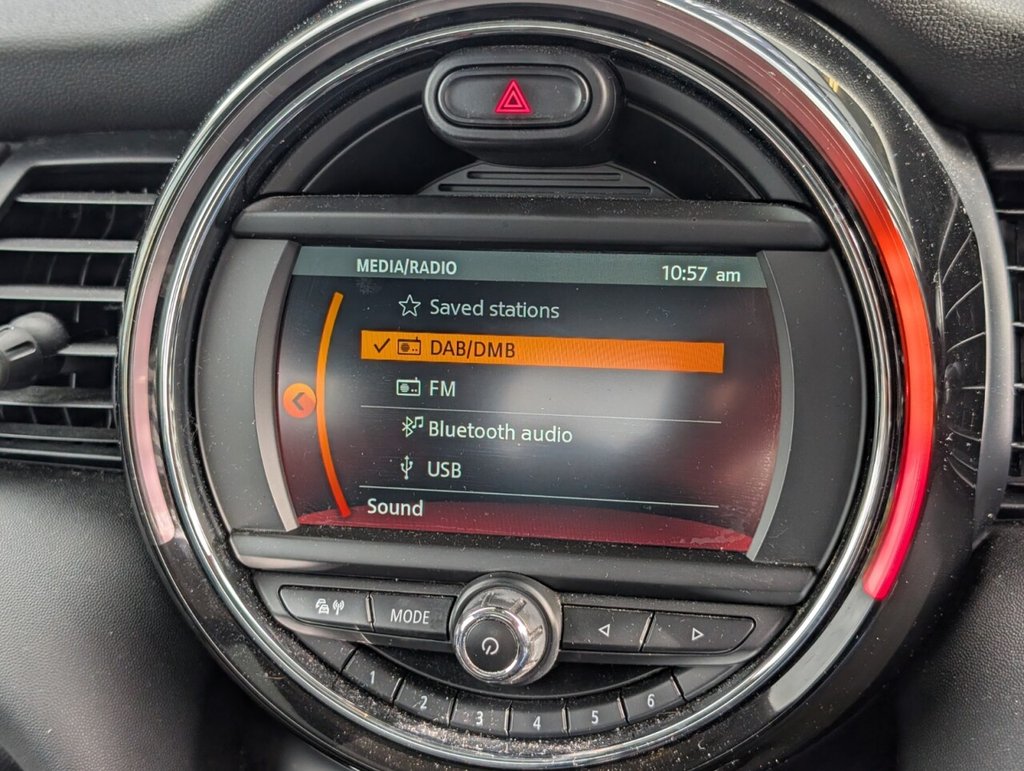 MEDIA/RADIO 10:57 am
Saved stations
DAB/DMB
FM
Bluetooth audio
USB
Sound
MODE
1 2 3 4 5 6